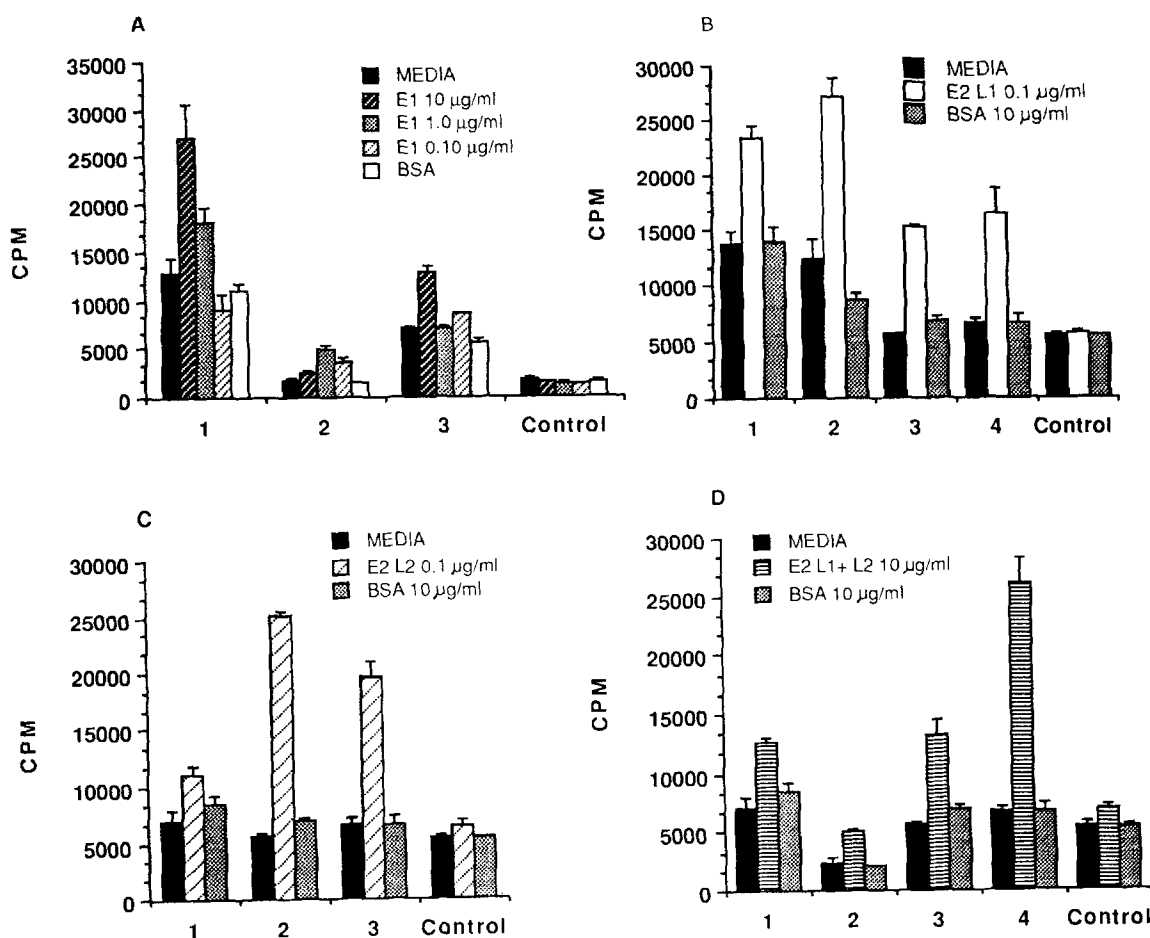 A
35000
30000
25000
20000
15000
10000
5000
0
CPM
MEDIA
E1 10 µg/ml
E1 1.0 µg/ml
E1 0.10 µg/ml
BSA
1 2 3 Control
B
30000
25000
20000
15000
10000
5000
0
CPM
MEDIA
E2 L1 0.1 µg/ml
BSA 10 µg/ml
1 2 3 4 Control
C
30000
25000
20000
15000
10000
5000
0
CPM
MEDIA
E2 L2 0.1 µg/ml
BSA 10 µg/ml
1 2 3 Control
D
30000
25000
20000
15000
10000
5000
0
CPM
MEDIA
E2 L1+ L2 10 µg/ml
BSA 10 µg/ml
1 2 3 4 Control